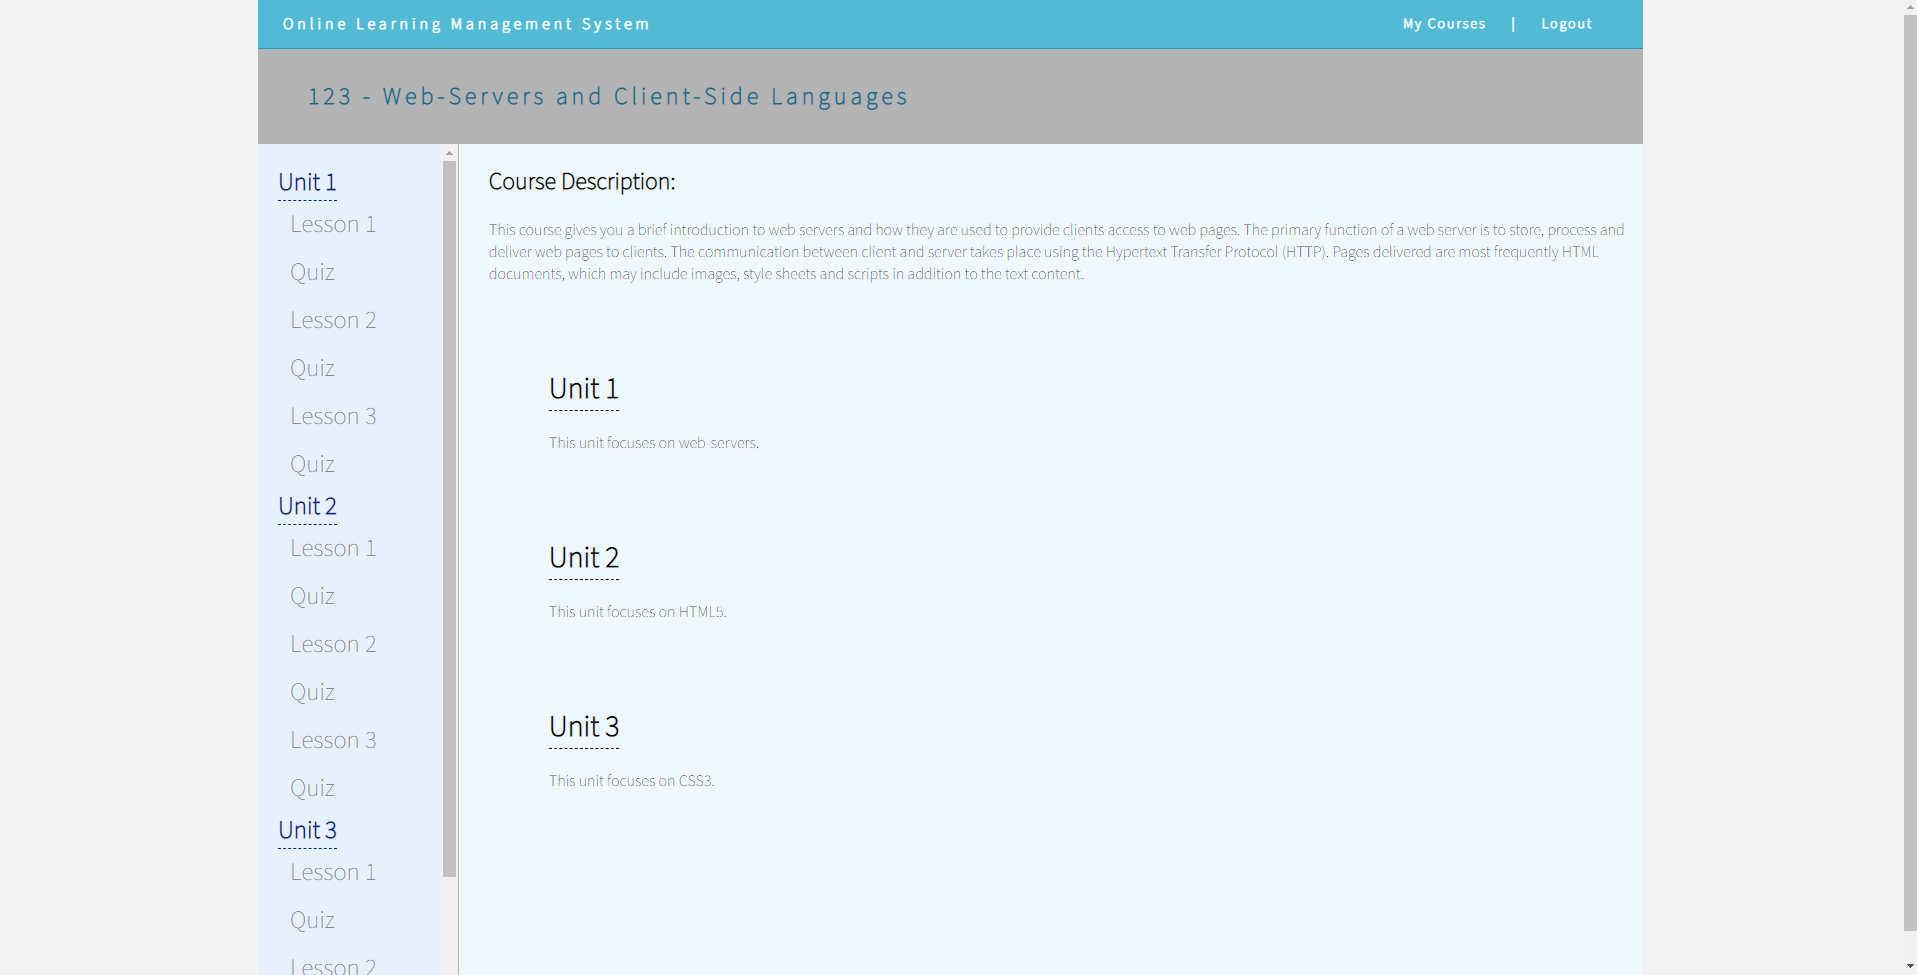 Online Learning Management System
My Courses | Logout
123 - Web-Servers and Client-Side Languages
Unit 1
Lesson 1
Quiz
Lesson 2
Quiz
Lesson 3
Quiz
Unit 2
Lesson 1
Quiz
Lesson 2
Quiz
Lesson 3
Quiz
Unit 3
Lesson 1
Quiz
Lesson 2
Course Description:
This course gives you a brief introduction to web servers and how they are used to provide clients access to web pages. The primary function of a web server is to store, process and
deliver web pages to clients. The communication between client and server takes place using the Hypertext Transfer Protocol (HTTP). Pages delivered are most frequently HTML
documents, which may include images, style sheets and scripts in addition to the text content.
Unit 1
This unit focuses on web-servers.
Unit 2
This unit focuses on HTML5.
Unit 3
This unit focuses on CSS3.